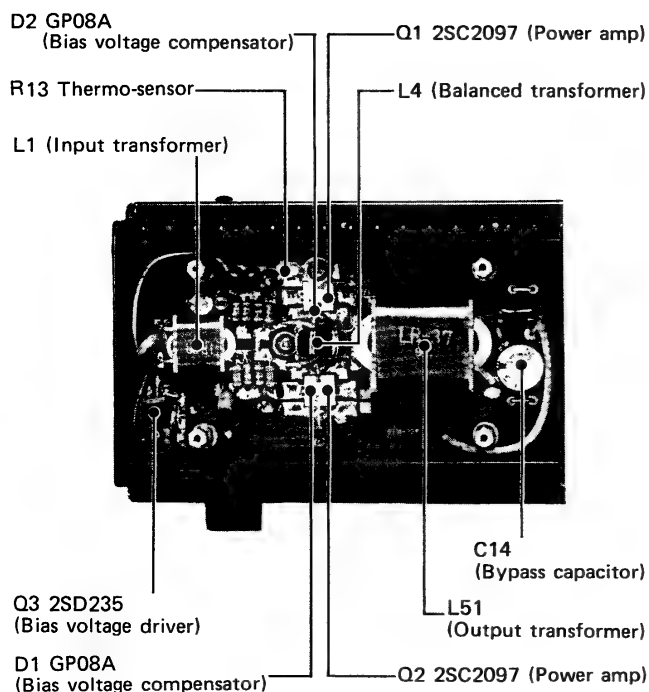 D2 GP08A
(Bias voltage compensator)
Q1 2SC2097 (Power amp)
R13 Thermo-sensor
L4 (Balanced transformer)
L1 (Input transformer)
C14
(Bypass capacitor)
Q3 2SD235
(Bias voltage driver)
L51
(Output transformer)
D1 GP08A
(Bias voltage compensator)
Q2 2SC2097 (Power amp)